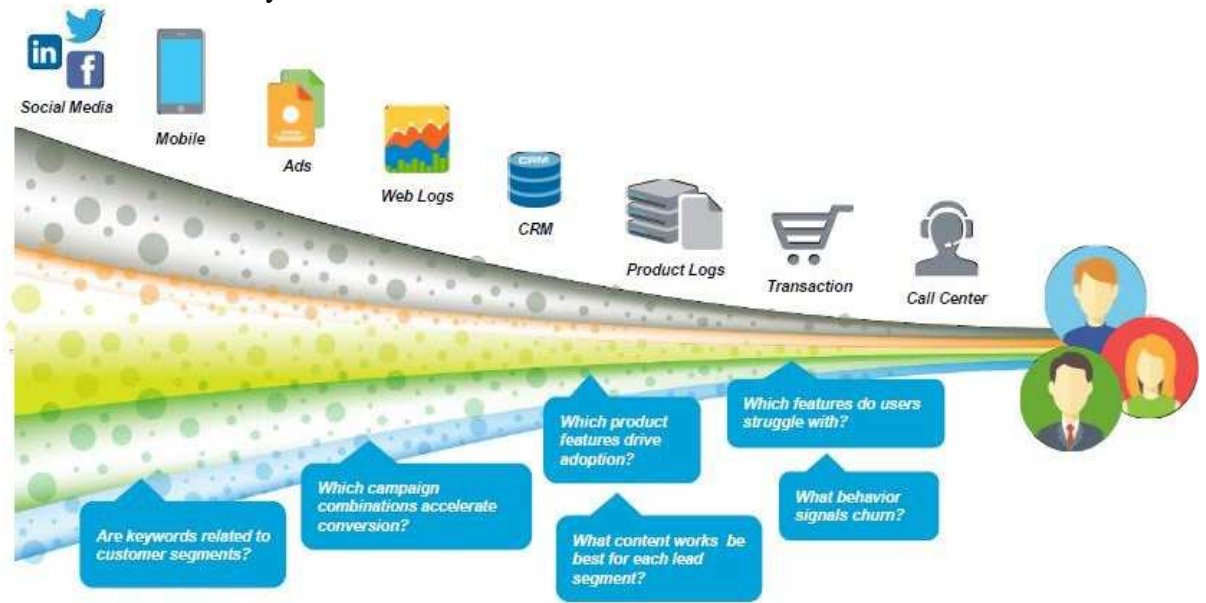 in
f
Social Media
Mobile
Ads
Web Logs
CRM
CRM
Product Logs
Transaction
Call Center
Which features do users
struggle with?
Which product
features drive
adoption?
Which campaign
combinations accelerate
conversion?
What behavior
signals churn?
Are keywords related to
customer segments?
What content works be
best for each lead
segment?